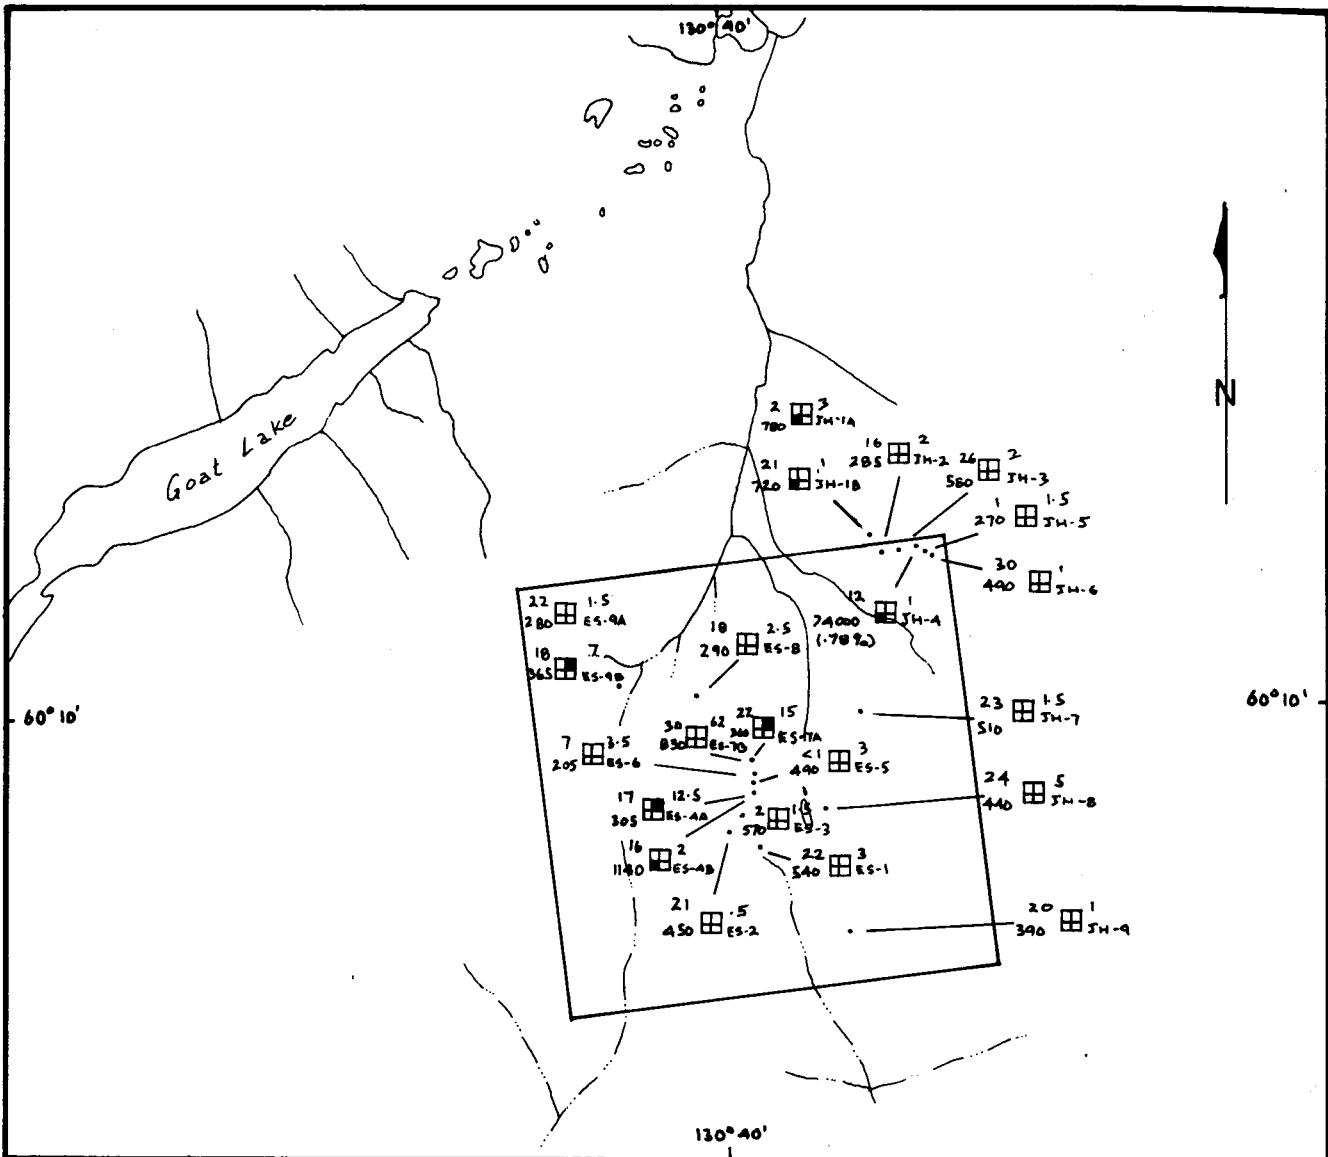 130° 40'
N
Goat Lake
2 3
780 JH-1A
16 2
285 JH-2
26 2
580 JH-3
21 1
720 JH-1B
1 1.5
270 JH-5
30 1
490 JH-6
12 1
74000 JH-4
(.78%)
22 1.5
280 ES-9A
18 2.5
290 ES-8
18 7
365 ES-9B
60° 10'
60° 10'
23 1.5
510 JH-7
30 62
830 ES-7B
22 15
360 ES-7A
7 3.5
205 ES-6
<1 3
490 ES-5
24 5
440 JH-8
17 12.5
305 ES-4A
2 1.5
570 ES-3
16 2
1140 ES-4B
22 3
540 ES-1
21 .5
450 ES-2
20 1
390 JH-9
130° 40'